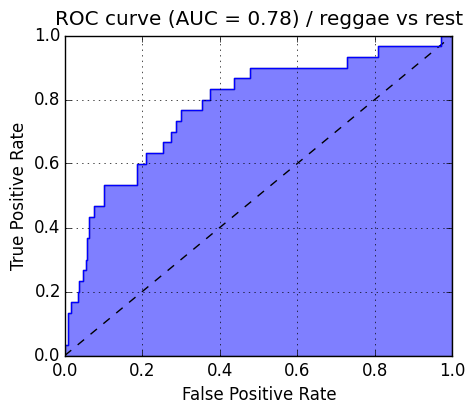 ROC curve (AUC = 0.78) / reggae vs rest
1.0
0.8
0.6
0.4
0.2
0.0
True Positive Rate
0.0 0.2 0.4 0.6 0.8 1.0
False Positive Rate